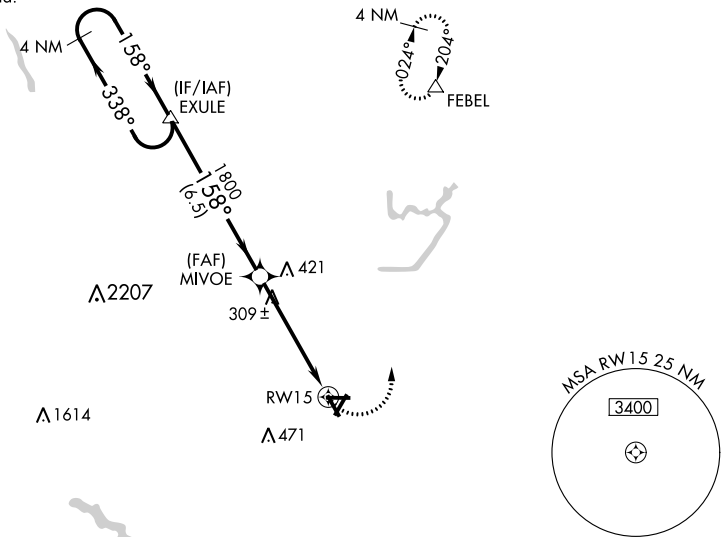 4 NM
158°
338°
(IF/IAF)
EXULE
4 NM
024°
204°
FEBEL
1800
158°
(6.5)
(FAF)
MIVOE
421
2207
309 ±
RW15
1614
471
MSA RW15 25 NM
3400